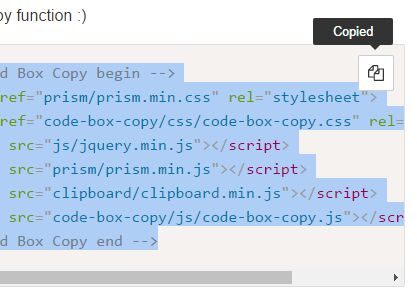 py function :)
Copied
d Box Copy begin -->
ref="prism/prism.min.css" rel="stylesheet">
ref="code-box-copy/css/code-box-copy.css" rel=
src="js/jquery.min.js"></script>
src="prism/prism.min.js"></script>
src="clipboard/clipboard.min.js"></script>
src="code-box-copy/js/code-box-copy.js"></scr
d Box Copy end -->